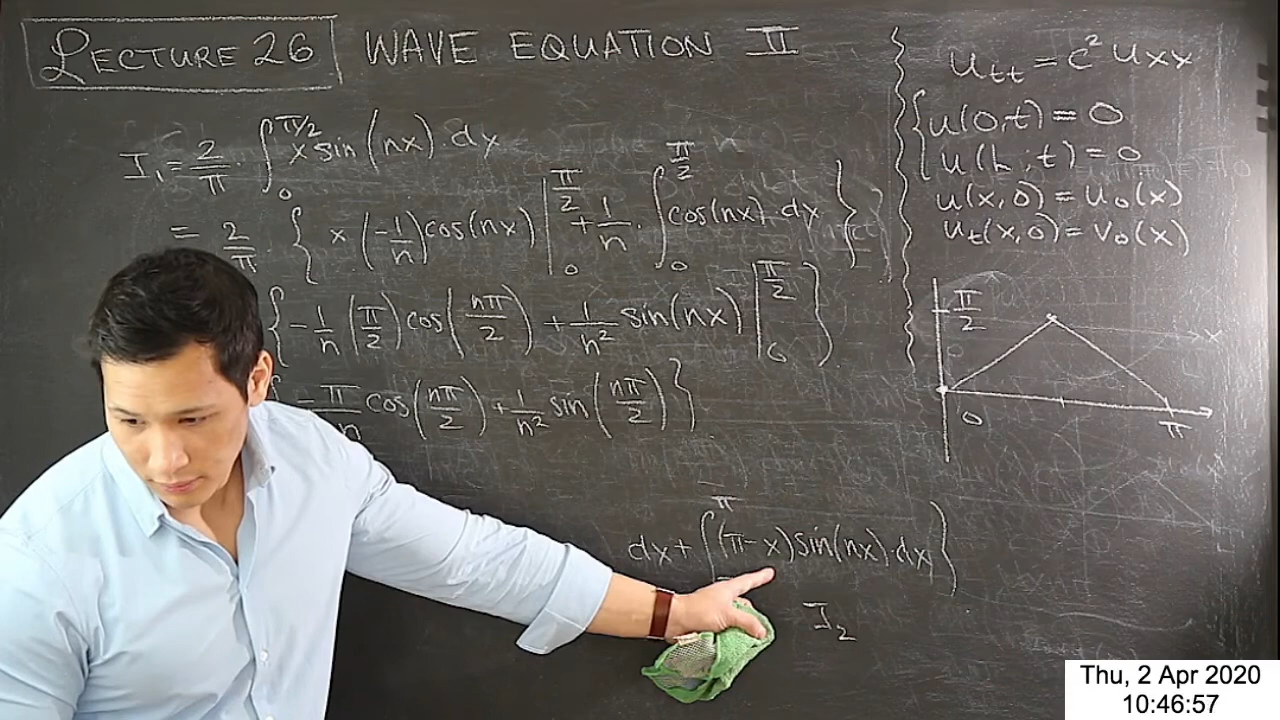 LECTURE 26 WAVE EQUATION II
I₁ = 2/π · ∫₀^{π/2} x sin(nx) · dx
= 2/π · { x (-1/n) cos(nx) |₀^{π/2} + 1/n · ∫₀^{π/2} cos(nx) · dx }
{ -1/n (π/2) cos(nπ/2) + 1/n² sin(nx) |₀^{π/2} }
-π/ n cos(nπ/2) + 1/n² sin(nπ/2) }
dx + ∫^π (π-x) sin(nx) · dx }
I₂
u_tt = c² u_xx
{ u(0,t) = 0
u(L,t) = 0
u(x,0) = u₀(x)
u_t(x,0) = v₀(x)
π/2
x
0
π
Thu, 2 Apr 2020
10:46:57